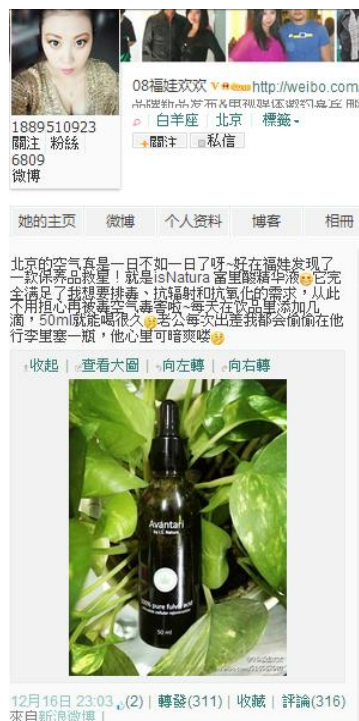 08福娃欢欢 http://weibo.com
白羊座 北京 標籤
+關注 私信
1889510923
關注 粉絲
6809
微博
她的主页 微博 个人资料 博客 相冊
北京的空气真是一日不如一日了呀~好在福娃发现了
一款保养品救星！就是isNatura 富里酸精华液 它完
全满足了我想要排毒、抗辐射和抗氧化的需求，从此
不用担心再被毒空气毒害啦~每天在饮品里添加几
滴，50ml就能喝很久 老公每次出差我都会偷偷在他
行李里塞一瓶，他心里可暗爽喽
收起 | 查看大圖 | 向左轉 | 向右轉
Avantari
100% pure fulvic acid
50 ml
12月16日 23:03 (2) | 轉發(311) | 收藏 | 評論(316)
來自新浪微博 |